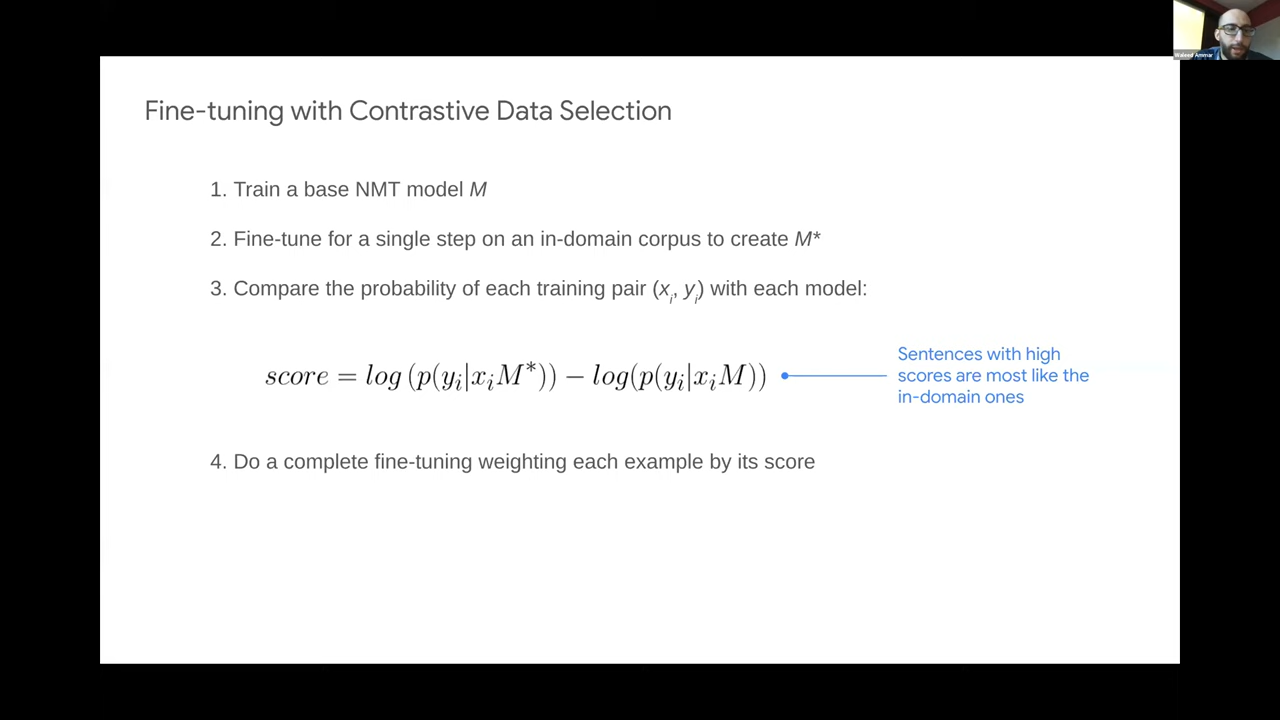 Waleed Ammar
Fine-tuning with Contrastive Data Selection
1. Train a base NMT model M
2. Fine-tune for a single step on an in-domain corpus to create M*
3. Compare the probability of each training pair (xᵢ, yᵢ) with each model:
score = log (p(yᵢ|xᵢM*)) − log(p(yᵢ|xᵢM))
Sentences with high
scores are most like the
in-domain ones
4. Do a complete fine-tuning weighting each example by its score